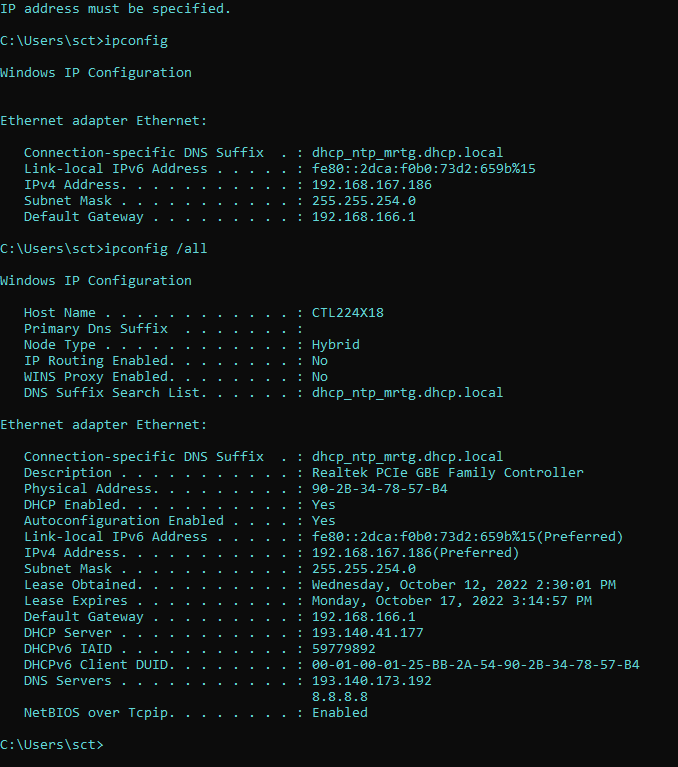 IP address must be specified.
C:\Users\sct>ipconfig
Windows IP Configuration
Ethernet adapter Ethernet:
   Connection-specific DNS Suffix  . : dhcp_ntp_mrtg.dhcp.local
   Link-local IPv6 Address . . . . . : fe80::2dca:f0b0:73d2:659b%15
   IPv4 Address. . . . . . . . . . . : 192.168.167.186
   Subnet Mask . . . . . . . . . . . : 255.255.254.0
   Default Gateway . . . . . . . . . : 192.168.166.1
C:\Users\sct>ipconfig /all
Windows IP Configuration
   Host Name . . . . . . . . . . . . : CTL224X18
   Primary Dns Suffix  . . . . . . . :
   Node Type . . . . . . . . . . . . : Hybrid
   IP Routing Enabled. . . . . . . . : No
   WINS Proxy Enabled. . . . . . . . : No
   DNS Suffix Search List. . . . . . : dhcp_ntp_mrtg.dhcp.local
Ethernet adapter Ethernet:
   Connection-specific DNS Suffix  . : dhcp_ntp_mrtg.dhcp.local
   Description . . . . . . . . . . . : Realtek PCIe GBE Family Controller
   Physical Address. . . . . . . . . : 90-2B-34-78-57-B4
   DHCP Enabled. . . . . . . . . . . : Yes
   Autoconfiguration Enabled . . . . : Yes
   Link-local IPv6 Address . . . . . : fe80::2dca:f0b0:73d2:659b%15(Preferred)
   IPv4 Address. . . . . . . . . . . : 192.168.167.186(Preferred)
   Subnet Mask . . . . . . . . . . . : 255.255.254.0
   Lease Obtained. . . . . . . . . . : Wednesday, October 12, 2022 2:30:01 PM
   Lease Expires . . . . . . . . . . : Monday, October 17, 2022 3:14:57 PM
   Default Gateway . . . . . . . . . : 192.168.166.1
   DHCP Server . . . . . . . . . . . : 193.140.41.177
   DHCPv6 IAID . . . . . . . . . . . : 59779892
   DHCPv6 Client DUID. . . . . . . . : 00-01-00-01-25-BB-2A-54-90-2B-34-78-57-B4
   DNS Servers . . . . . . . . . . . : 193.140.173.192
                                       8.8.8.8
   NetBIOS over Tcpip. . . . . . . . : Enabled
C:\Users\sct>